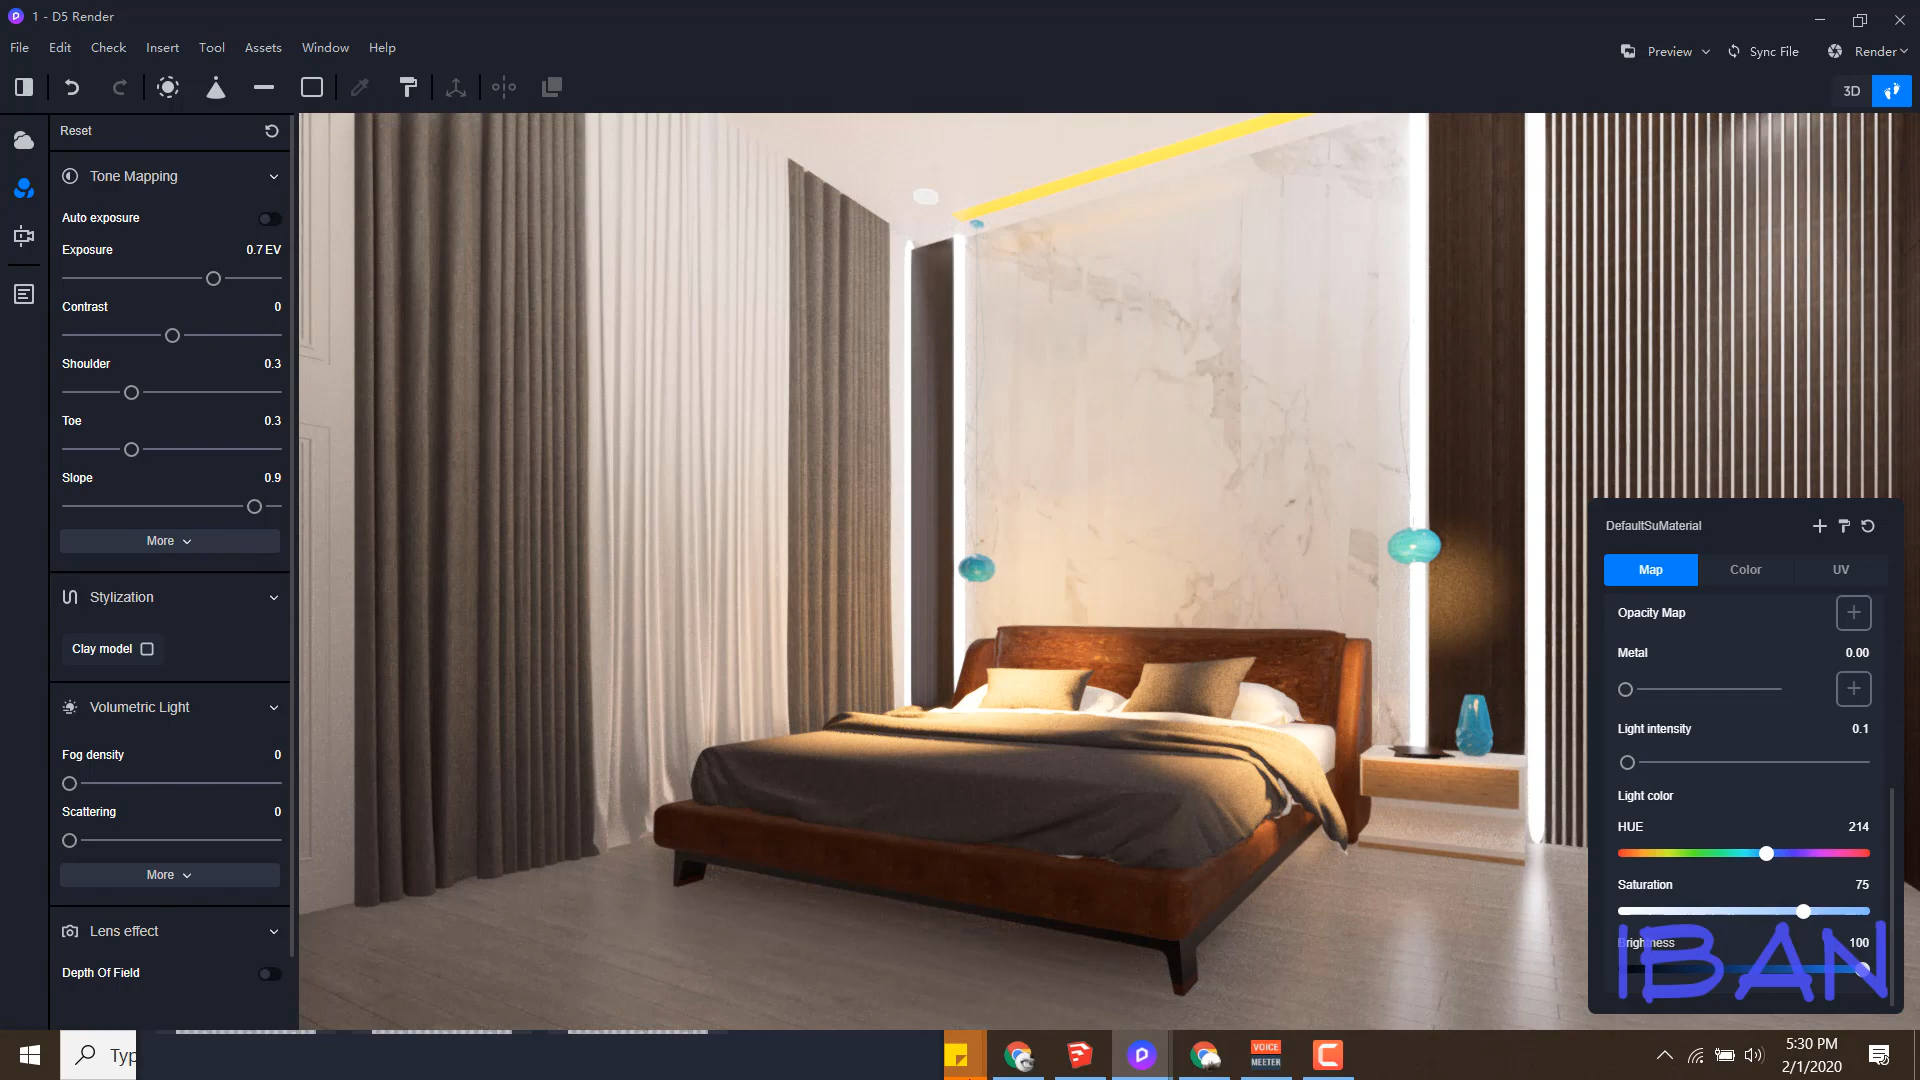 1 - D5 Render
File Edit Check Insert Tool Assets Window Help
Preview Sync File Render
3D
Reset
Tone Mapping
Auto exposure
Exposure 0.7 EV
Contrast 0
Shoulder 0.3
Toe 0.3
Slope 0.9
More
Stylization
Clay model
Volumetric Light
Fog density 0
Scattering 0
More
Lens effect
Depth Of Field
DefaultSuMaterial
Map Color UV
Opacity Map
Metal 0.00
Light intensity 0.1
Light color
HUE 214
Saturation 75
Brightness 100
IBAN
Typ
VOICE
MEETER
5:30 PM
2/1/2020